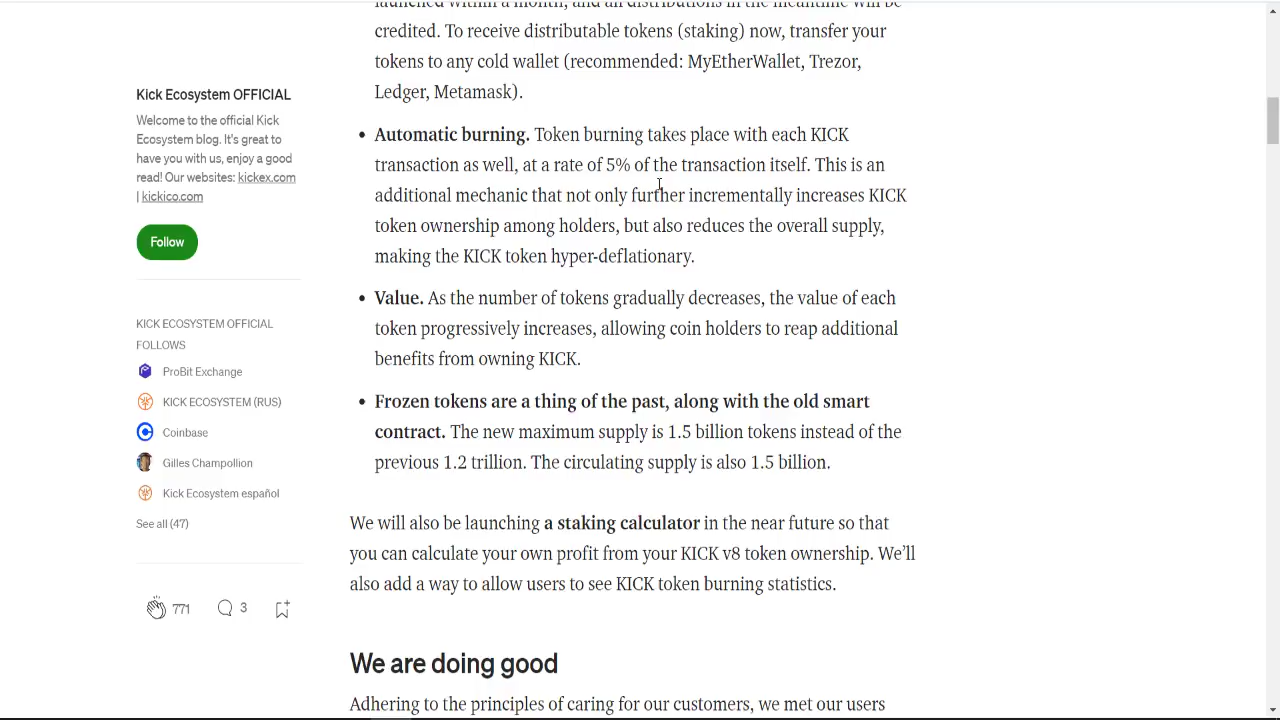 launched within a month, and all distributions in the meantime will be
credited. To receive distributable tokens (staking) now, transfer your
tokens to any cold wallet (recommended: MyEtherWallet, Trezor,
Ledger, Metamask).
Automatic burning. Token burning takes place with each KICK
transaction as well, at a rate of 5% of the transaction itself. This is an
additional mechanic that not only further incrementally increases KICK
token ownership among holders, but also reduces the overall supply,
making the KICK token hyper-deflationary.
Value. As the number of tokens gradually decreases, the value of each
token progressively increases, allowing coin holders to reap additional
benefits from owning KICK.
Frozen tokens are a thing of the past, along with the old smart
contract. The new maximum supply is 1.5 billion tokens instead of the
previous 1.2 trillion. The circulating supply is also 1.5 billion.
We will also be launching a staking calculator in the near future so that
you can calculate your own profit from your KICK v8 token ownership. We'll
also add a way to allow users to see KICK token burning statistics.
We are doing good
Adhering to the principles of caring for our customers, we met our users
Kick Ecosystem OFFICIAL
Welcome to the official Kick
Ecosystem blog. It's great to
have you with us, enjoy a good
read! Our websites: kickex.com
| kickico.com
Follow
KICK ECOSYSTEM OFFICIAL
FOLLOWS
ProBit Exchange
KICK ECOSYSTEM (RUS)
Coinbase
Gilles Champollion
Kick Ecosystem español
See all (47)
771 3